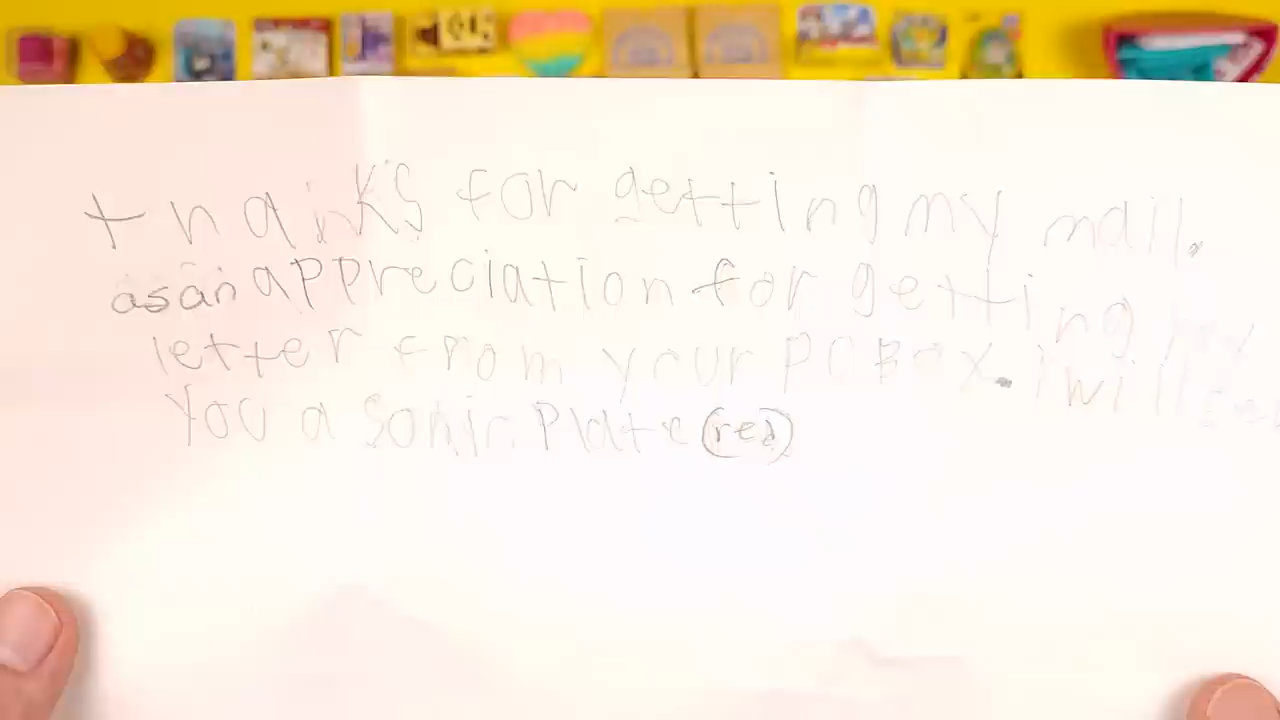 tnainks for getting my mail.
as an appreciation for getting my
letter from your PO BOX. I will
you a Sonic Plate (red)